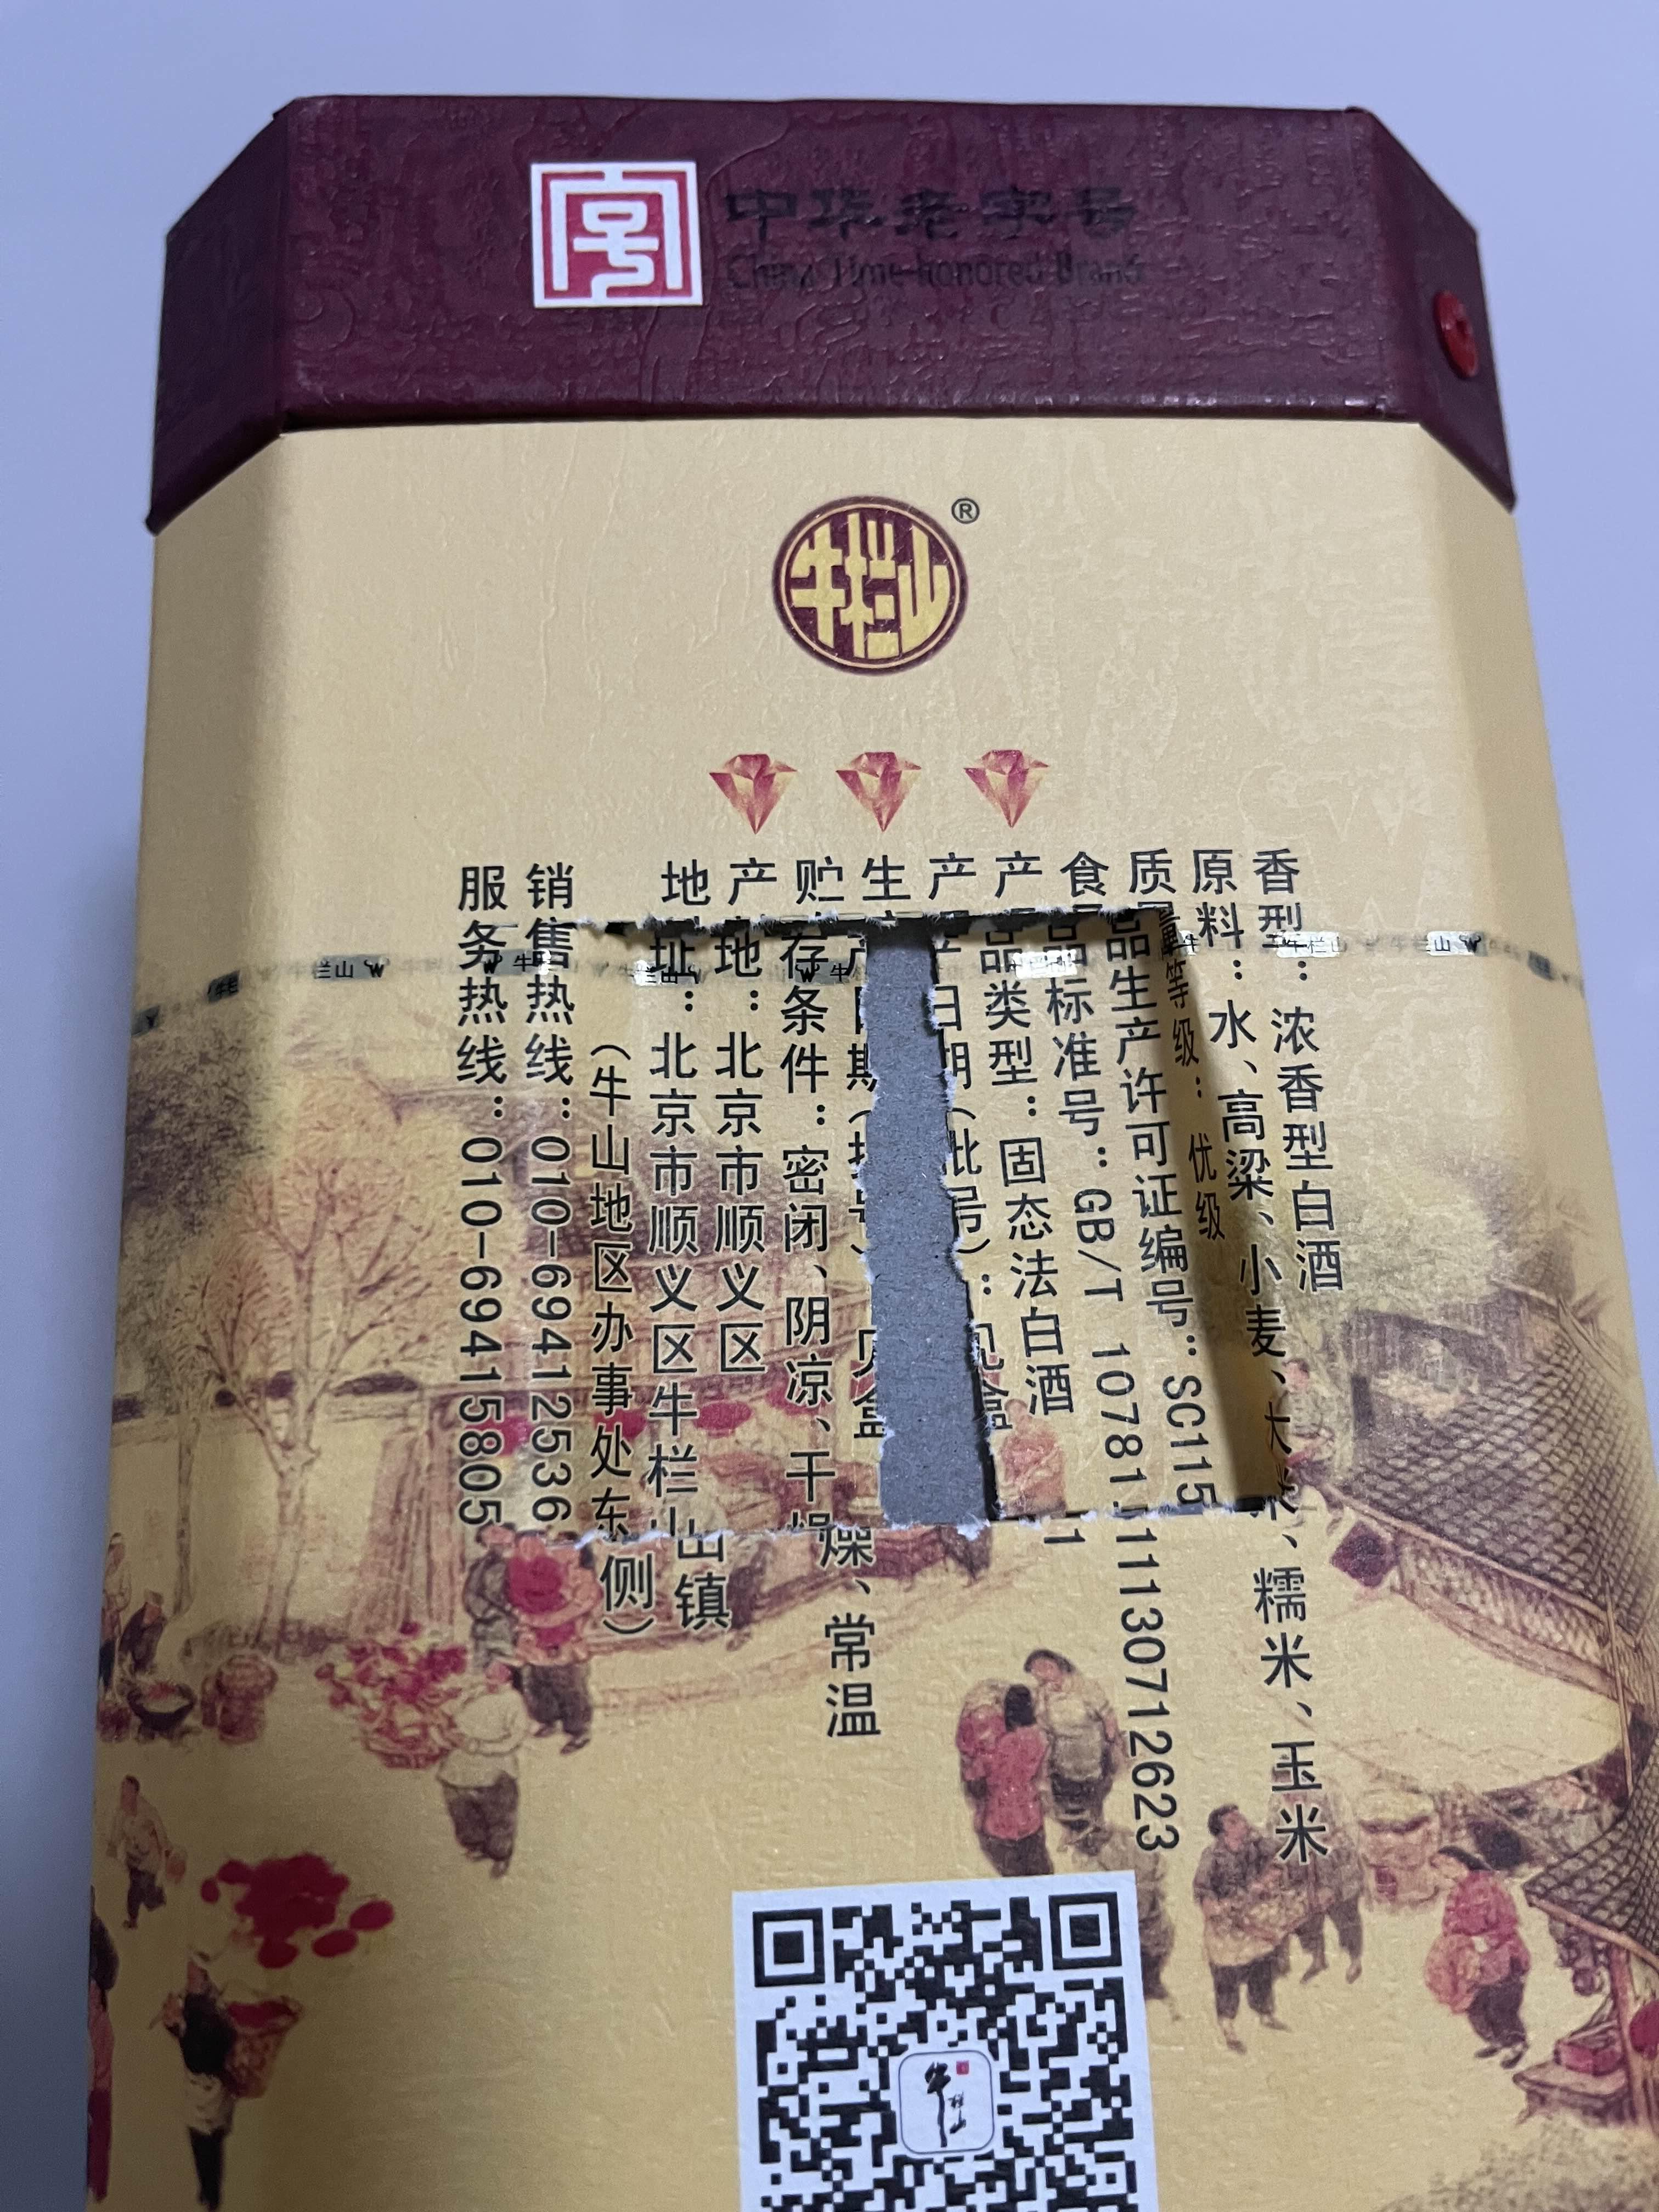 中华老字号
China Time-honored Brand
牛栏山®
香型：浓香型白酒
原料：水、高粱、小麦、大米、糯米、玉米
质量等级：优级
食品生产许可证编号：SC11511130712623
产品标准号：GB/T 10781.1
产品类型：固态法白酒
生产日期（批号）：见盒
贮存条件：密闭、阴凉、干燥、常温
产地：北京市顺义区
地址：北京市顺义区牛栏山镇
（牛山地区办事处东侧）
销售热线：010-69412536
服务热线：010-69415805
牛栏山